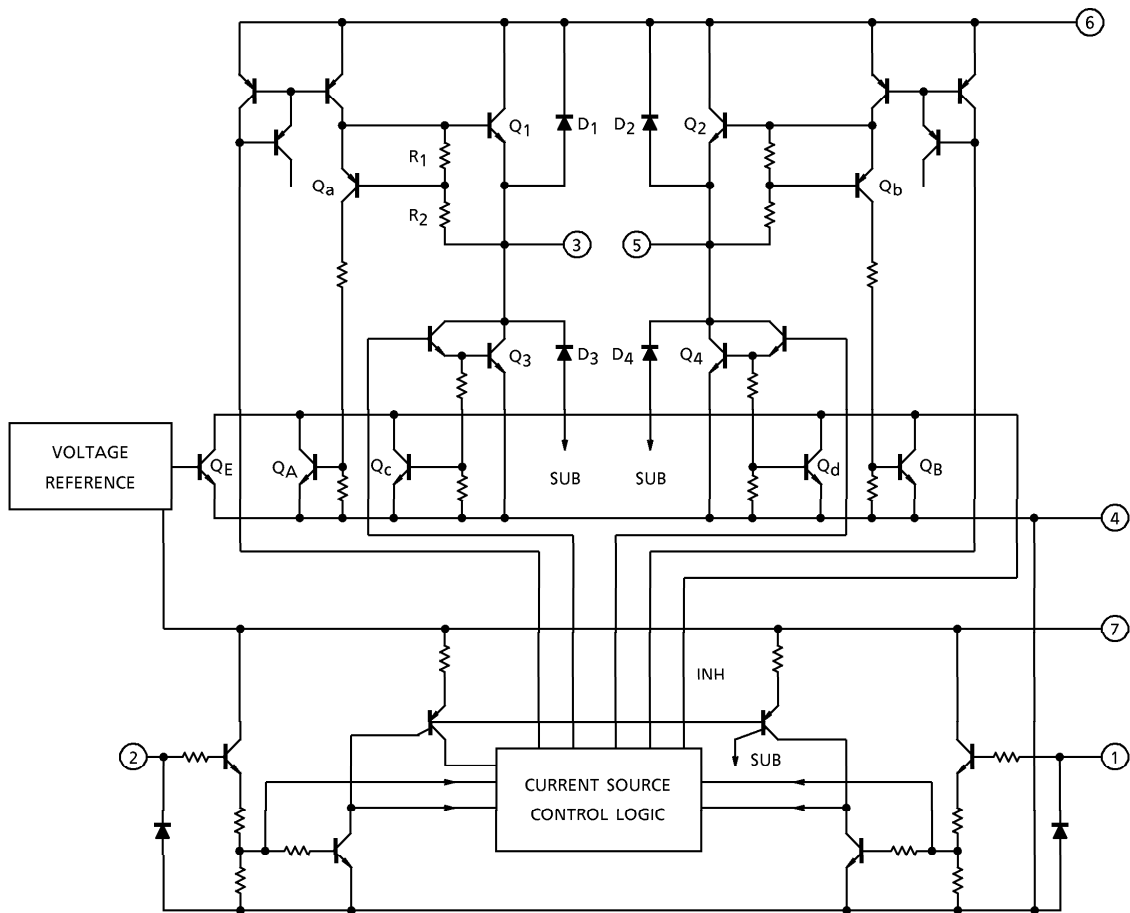 6
Q1
D1
D2
Q2
R1
Qa
Qb
R2
3
5
Q3
D3
D4
Q4
VOLTAGE
REFERENCE
QE
QA
Qc
SUB
SUB
Qd
QB
4
7
INH
2
SUB
1
CURRENT SOURCE
CONTROL LOGIC